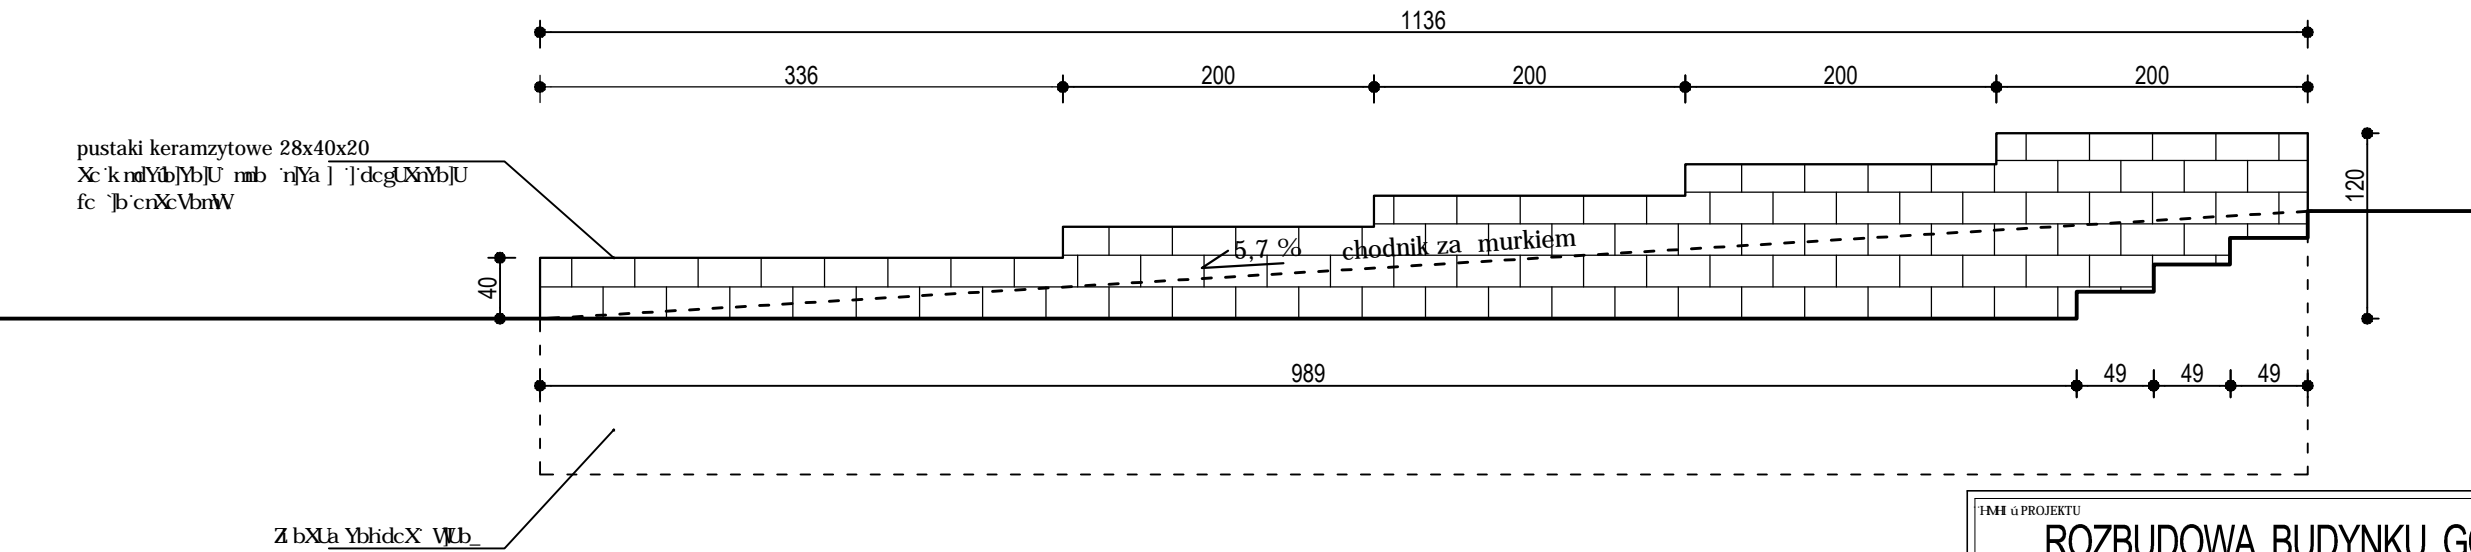 1136
336 200 200 200 200
pustaki keramzytowe 28x40x20
120
5,7 % chodnik za murkiem
40
989 49 49 49
PROJEKTU
ROZBUDOWA BUDYNKU